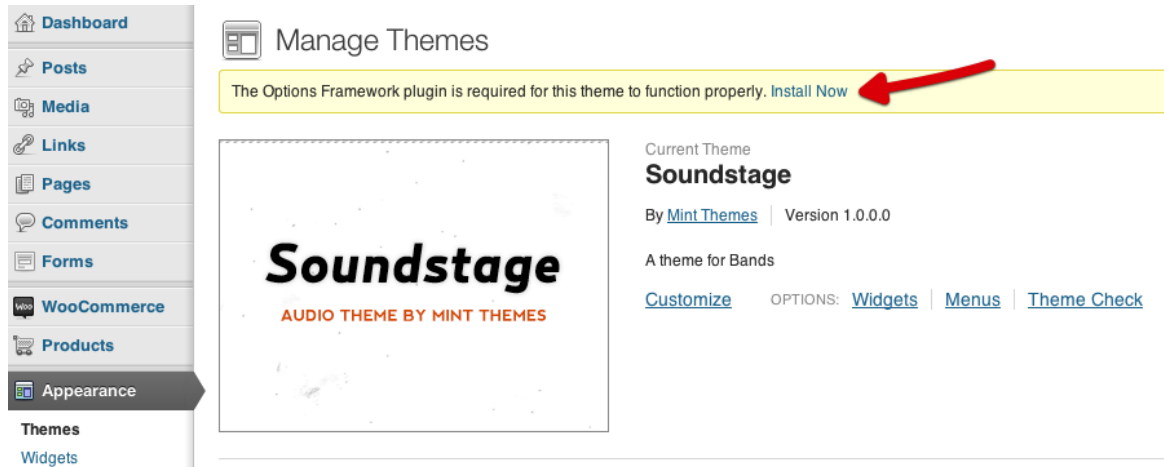 Dashboard
Posts
Media
Links
Pages
Comments
Forms
Woo WooCommerce
Products
Appearance
Themes
Widgets
Manage Themes
The Options Framework plugin is required for this theme to function properly. Install Now
Soundstage
AUDIO THEME BY MINT THEMES
Current Theme
Soundstage
By Mint Themes Version 1.0.0.0
A theme for Bands
Customize OPTIONS: Widgets Menus Theme Check